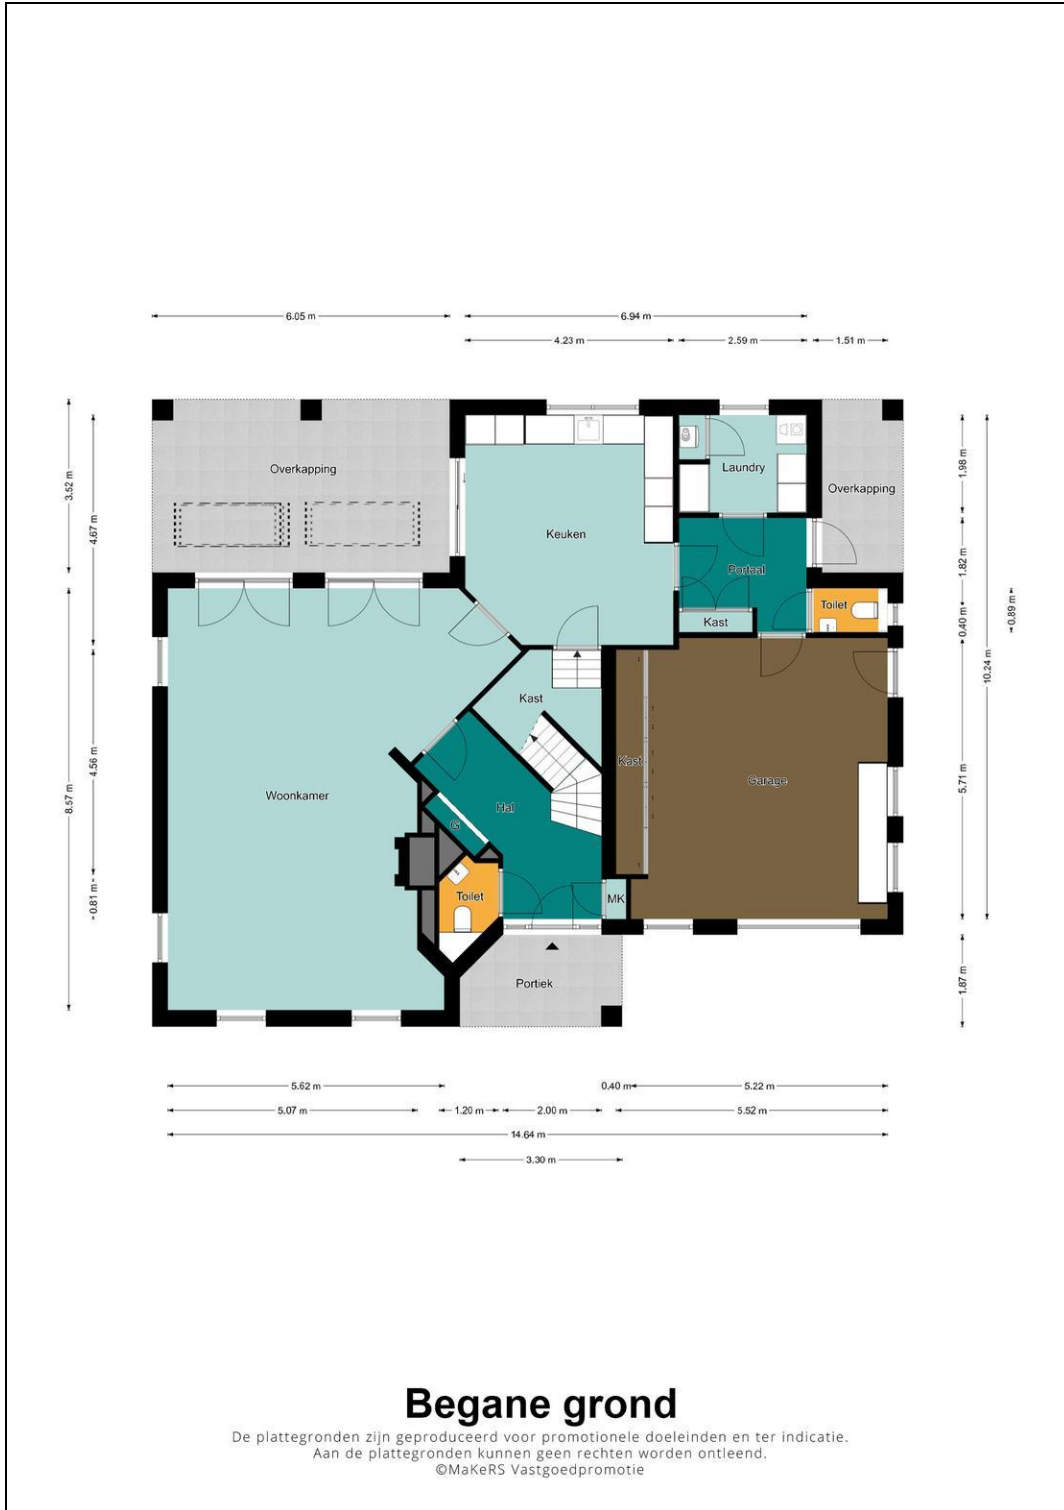 6.05 m
6.94 m
4.23 m
2.59 m
1.51 m
Overkapping
Keuken
Laundry
Overkapping
Portaal
Kast
Toilet
Kast
Kast
Garage
Woonkamer
Hal
G
Toilet
MK
Portiek
3.52 m
4.67 m
8.57 m
4.56 m
0.81 m
1.98 m
1.82 m
0.40 m
0.89 m
10.24 m
5.71 m
1.87 m
5.62 m
0.40 m
5.22 m
5.07 m
1.20 m
2.00 m
5.52 m
14.64 m
3.30 m
Begane grond
De plattegronden zijn geproduceerd voor promotionele doeleinden en ter indicatie.
Aan de plattegronden kunnen geen rechten worden ontleend.
©MaKeRS Vastgoedpromotie